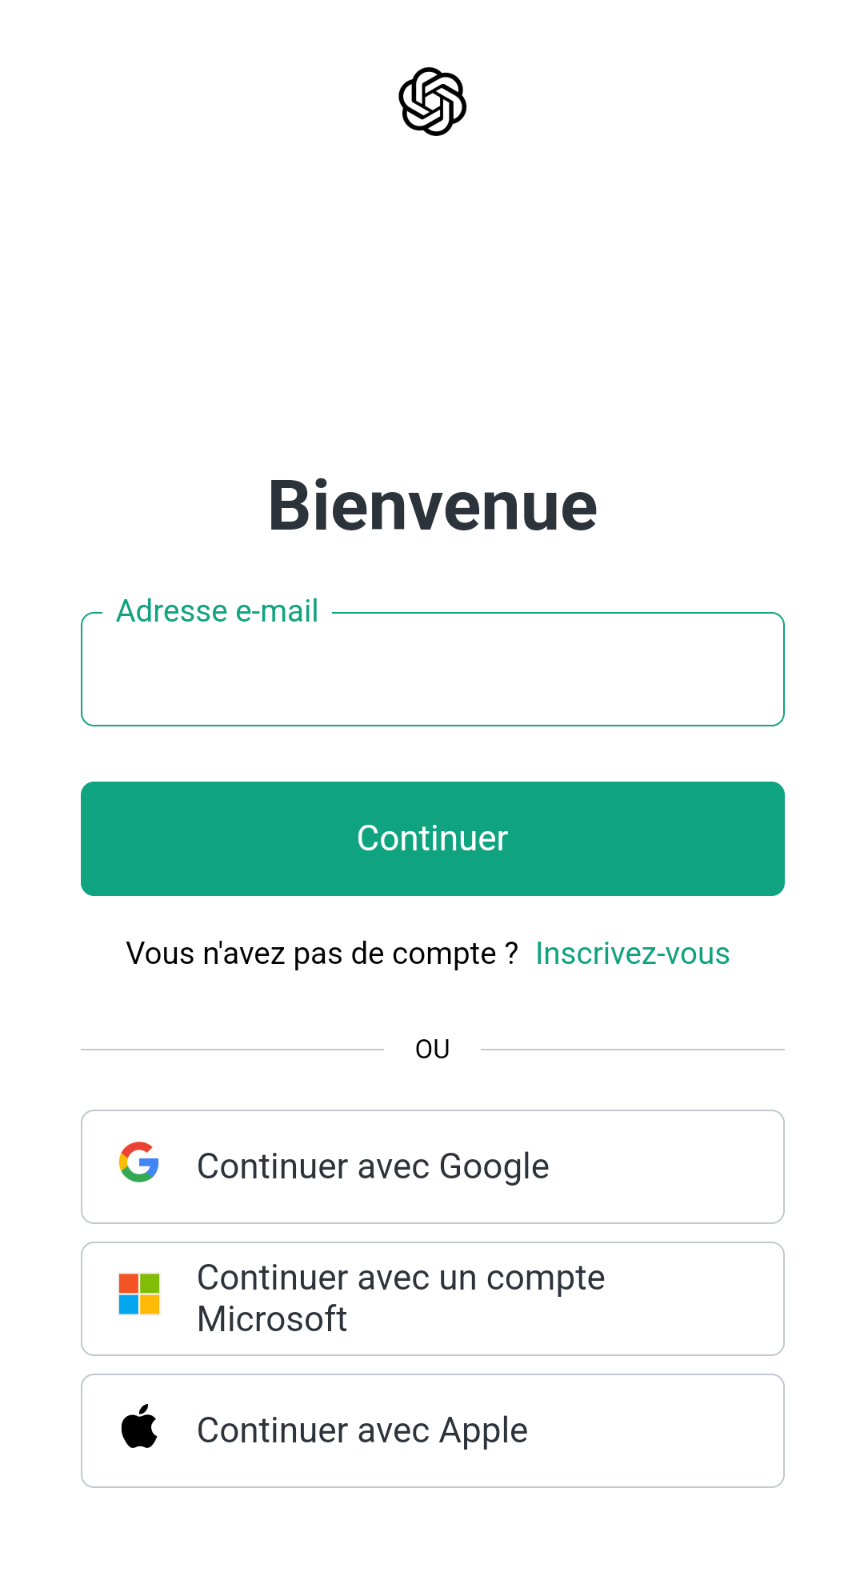 Bienvenue
Adresse e-mail
Continuer
Vous n'avez pas de compte ? Inscrivez-vous
OU
Continuer avec Google
Continuer avec un compte
Microsoft
Continuer avec Apple